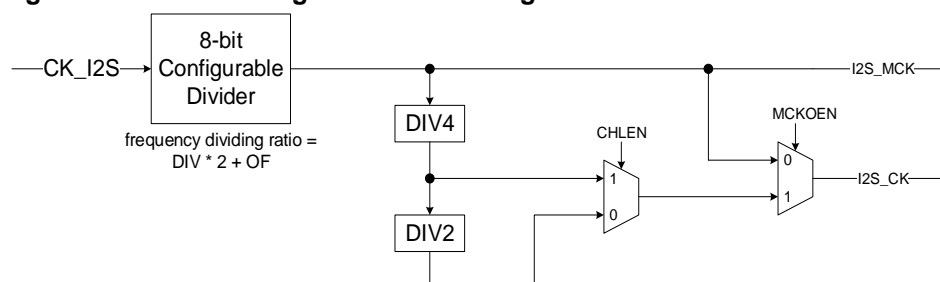 8-bit
Configurable
Divider
CK_I2S
I2S_MCK
frequency dividing ratio =
DIV * 2 + OF
DIV4
CHLEN
MCKOEN
0
1
I2S_CK
1
0
DIV2